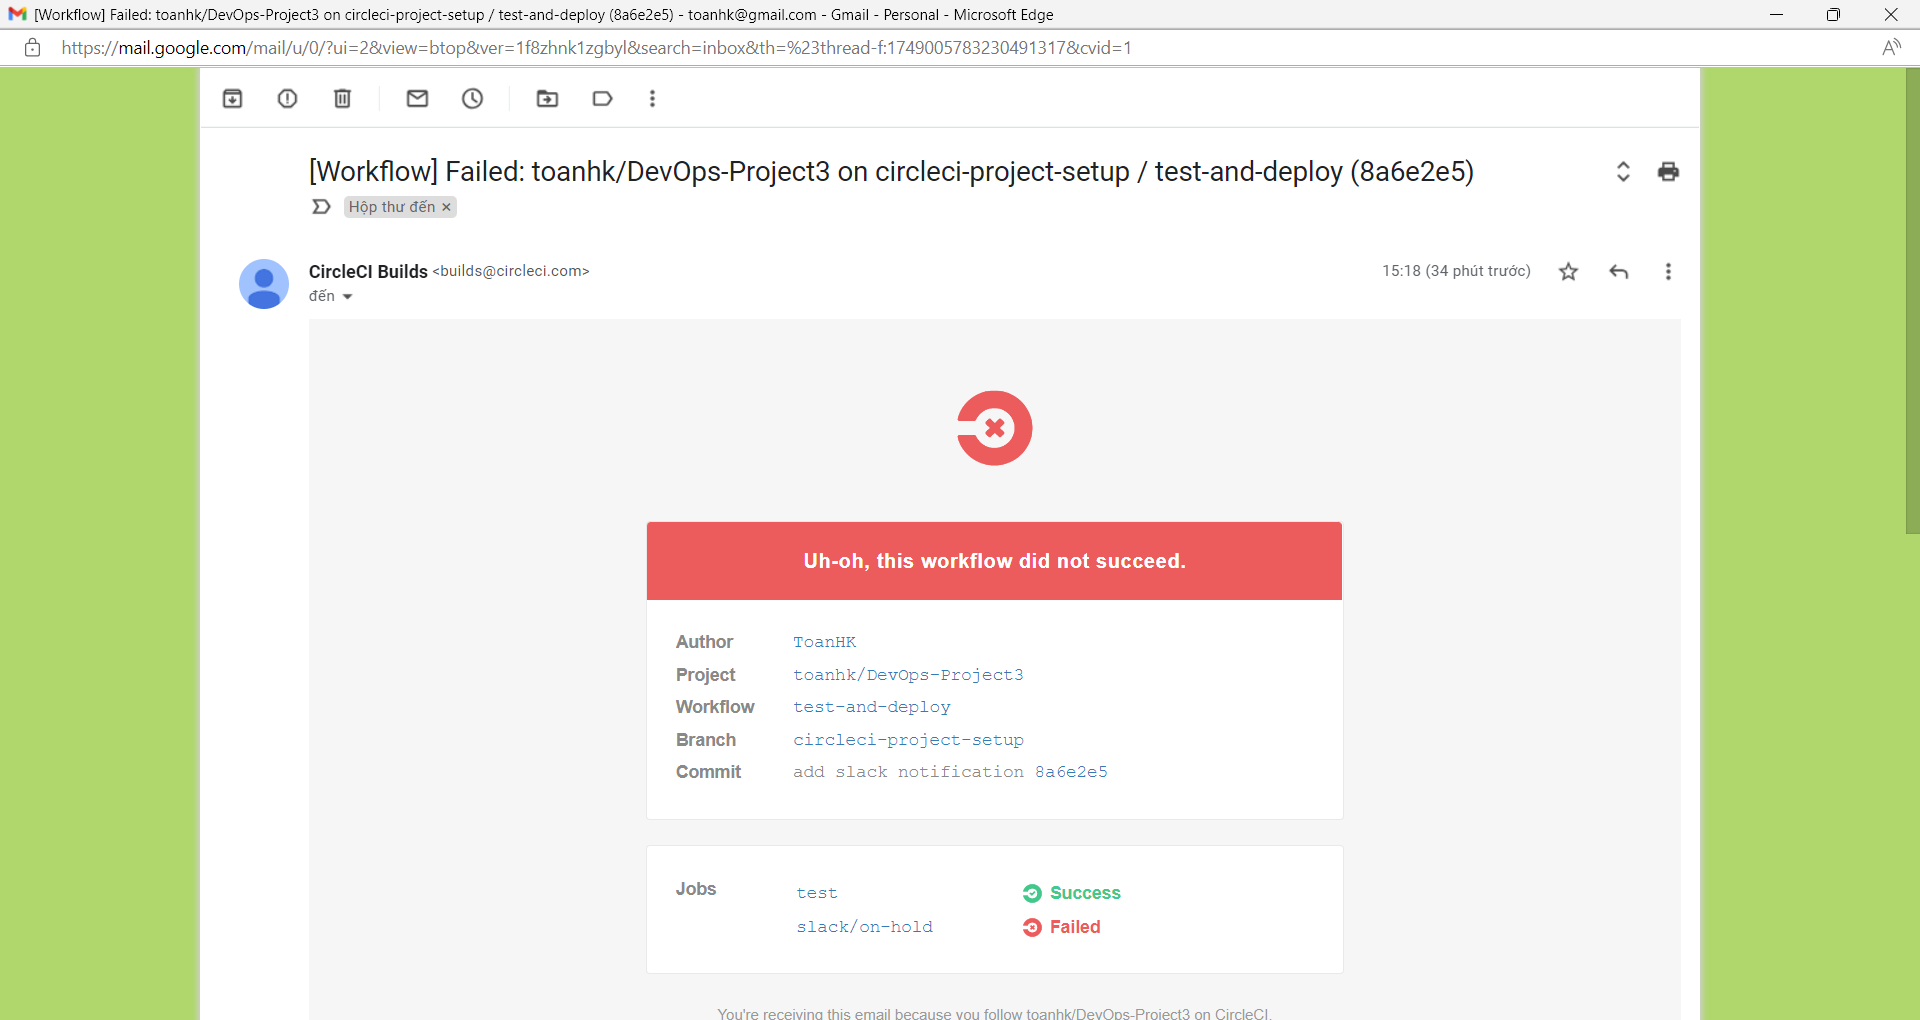 [Workflow] Failed: toanhk/DevOps-Project3 on circleci-project-setup / test-and-deploy (8a6e2e5) - toanhk@gmail.com - Gmail - Personal - Microsoft Edge
https://mail.google.com/mail/u/0/?ui=2&view=btop&ver=1f8zhnk1zgbyl&search=inbox&th=%23thread-f:1749005783230491317&cvid=1
[Workflow] Failed: toanhk/DevOps-Project3 on circleci-project-setup / test-and-deploy (8a6e2e5)
Hộp thư đến ×
CircleCI Builds <builds@circleci.com>
15:18 (34 phút trước)
đến
Uh-oh, this workflow did not succeed.
Author ToanHK
Project toanhk/DevOps-Project3
Workflow test-and-deploy
Branch circleci-project-setup
Commit add slack notification 8a6e2e5
Jobs test Success
slack/on-hold Failed
You're receiving this email because you follow toanhk/DevOps-Project3 on CircleCI.